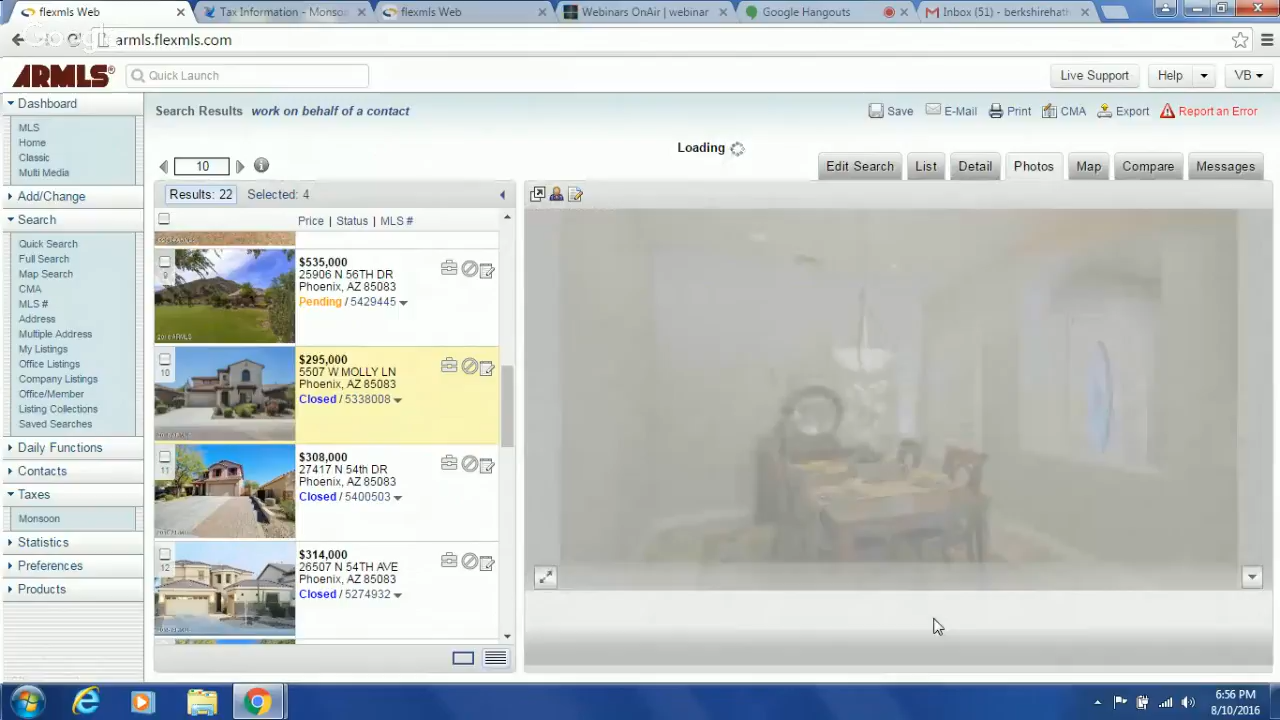 flexmls Web
Tax Information - Monsoo
flexmls Web
Webinars OnAir | webinar
Google Hangouts
Inbox (51) - berkshirehath
armls.flexmls.com
ARMLS
Quick Launch
Live Support
Help
VB
Dashboard
MLS
Home
Classic
Multi Media
Add/Change
Search
Quick Search
Full Search
Map Search
CMA
MLS #
Address
Multiple Address
My Listings
Office Listings
Company Listings
Office/Member
Listing Collections
Saved Searches
Daily Functions
Contacts
Taxes
Monsoon
Statistics
Preferences
Products
Search Results work on behalf of a contact
Save E-Mail Print CMA Export Report an Error
Loading
10
Edit Search List Detail Photos Map Compare Messages
Results: 22 Selected: 4
Price | Status | MLS #
9
$535,000
25906 N 56TH DR
Phoenix, AZ 85083
Pending / 5429445
10
$295,000
5507 W MOLLY LN
Phoenix, AZ 85083
Closed / 5338008
11
$308,000
27417 N 54th DR
Phoenix, AZ 85083
Closed / 5400503
12
$314,000
26507 N 54TH AVE
Phoenix, AZ 85083
Closed / 5274932
6:56 PM
8/10/2016